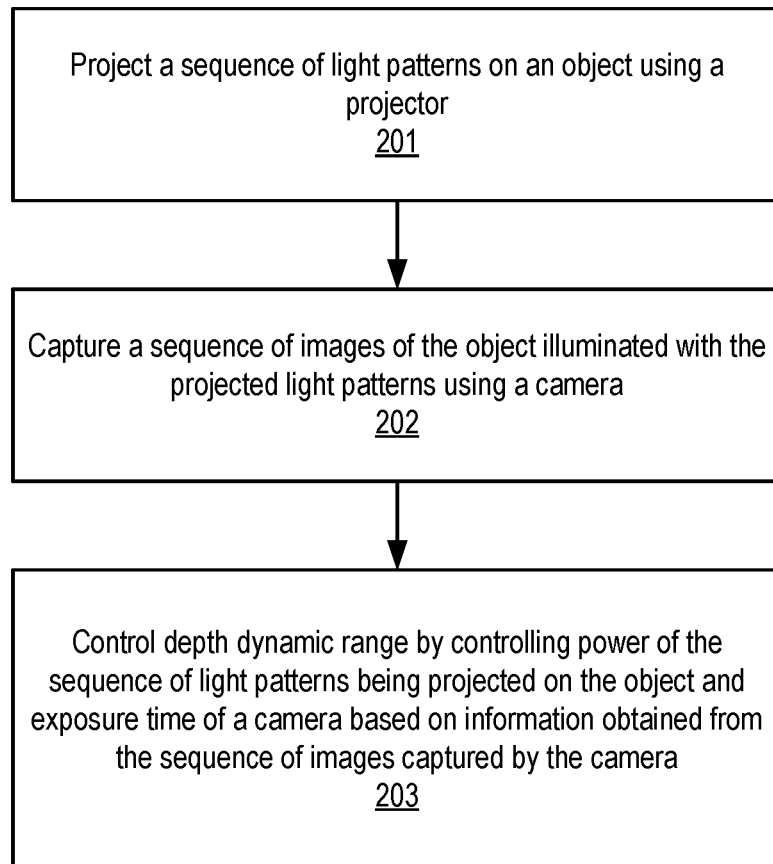 Project a sequence of light patterns on an object using a
projector
201
Capture a sequence of images of the object illuminated with the
projected light patterns using a camera
202
Control depth dynamic range by controlling power of the
sequence of light patterns being projected on the object and
exposure time of a camera based on information obtained from
the sequence of images captured by the camera
203